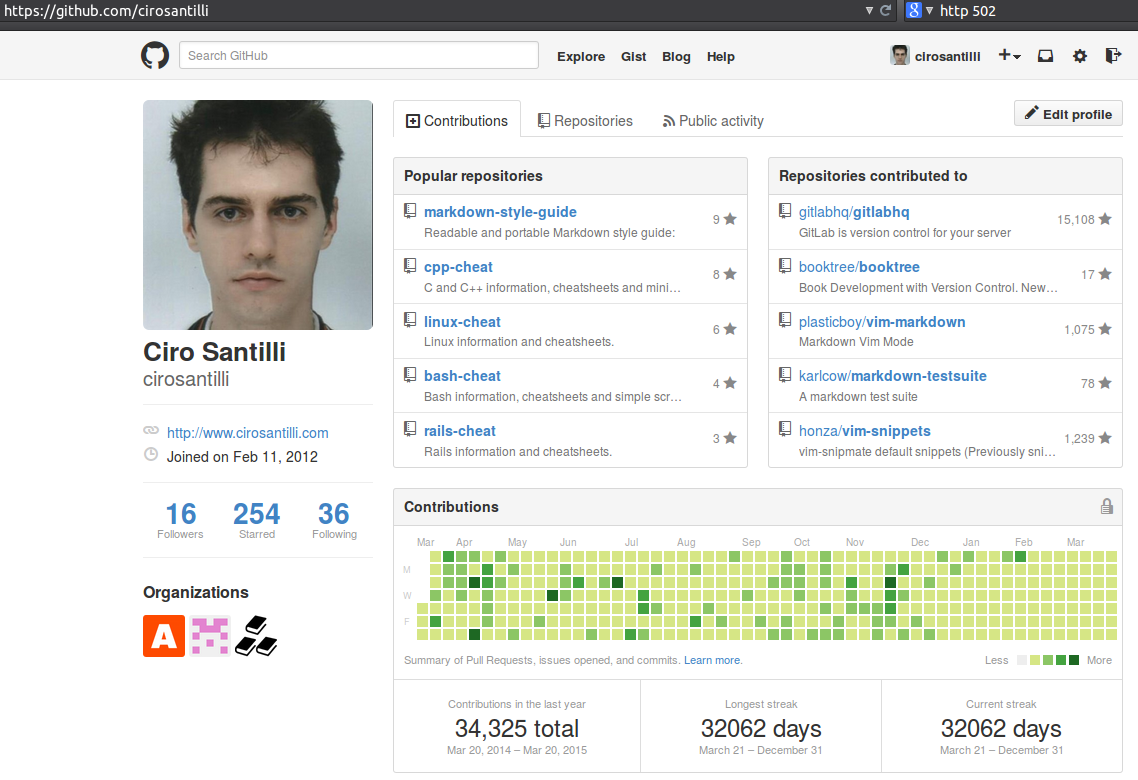 https://github.com/cirosantilli
http 502
Search GitHub
Explore Gist Blog Help
cirosantilli
Contributions
Repositories
Public activity
Edit profile
Ciro Santilli
cirosantilli
http://www.cirosantilli.com
Joined on Feb 11, 2012
16 254 36
Followers Starred Following
Organizations
A
Popular repositories
markdown-style-guide
9
Readable and portable Markdown style guide:
cpp-cheat
8
C and C++ information, cheatsheets and mini…
linux-cheat
6
Linux information and cheatsheets.
bash-cheat
4
Bash information, cheatsheets and simple scr…
rails-cheat
3
Rails information and cheatsheets.
Repositories contributed to
gitlabhq/gitlabhq
15,108
GitLab is version control for your server
booktree/booktree
17
Book Development with Version Control. New…
plasticboy/vim-markdown
1,075
Markdown Vim Mode
karlcow/markdown-testsuite
78
A markdown test suite
honza/vim-snippets
1,239
vim-snipmate default snippets (Previously sni…
Contributions
Mar Apr May Jun Jul Aug Sep Oct Nov Dec Jan Feb Mar
M
W
F
Summary of Pull Requests, issues opened, and commits. Learn more.
Less More
Contributions in the last year
34,325 total
Mar 20, 2014 – Mar 20, 2015
Longest streak
32062 days
March 21 – December 31
Current streak
32062 days
March 21 – December 31